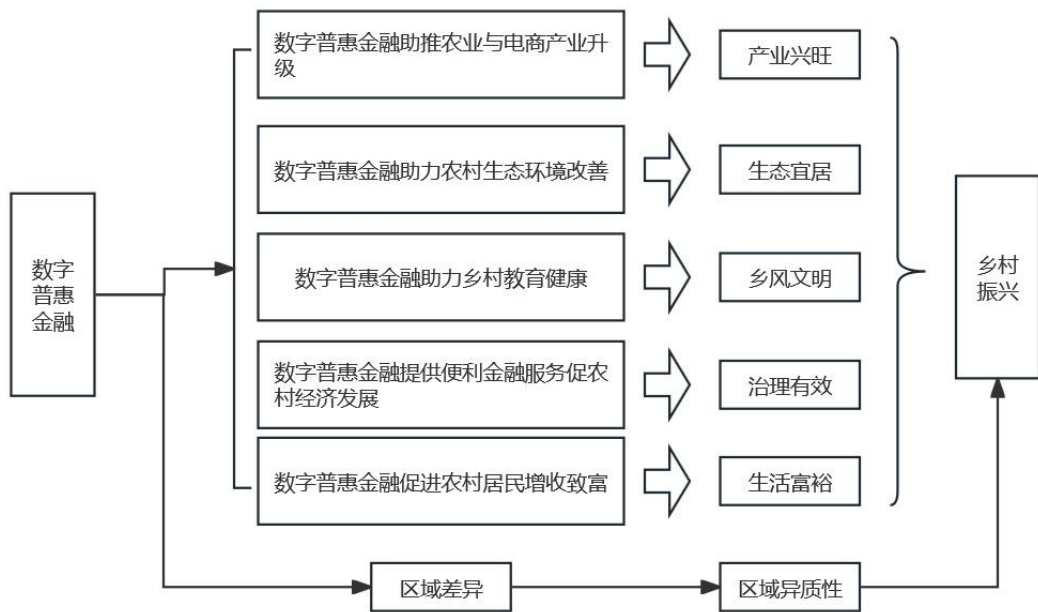 数字普惠金融助推农业与电商产业升
级
产业兴旺
数字普惠金融助力农村生态环境改善
生态宜居
数字
普惠
金融
数字普惠金融助力乡村教育健康
乡风文明
乡村
振兴
数字普惠金融提供便利金融服务促农
村经济发展
治理有效
数字普惠金融促进农村居民增收致富
生活富裕
区域差异
区域异质性